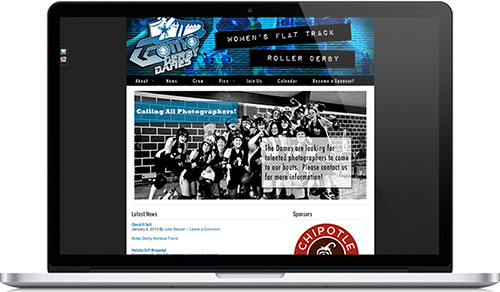 CoMo
DERBY
DAMES
WOMEN'S FLAT TRACK
ROLLER DERBY
About News Crew Pics Join Us Calendar Become a Sponsor!
Calling All Photographers!
The Dames are looking for
talented photographers to come
to our bouts. Please contact us
for more information!
Latest News
Sponsors
Check It Out!
January 6, 2013 By Julie Skipper Leave a Comment
Roller Derby Workout Trend
Holiday Gift Wrapping!
CHIPOTLE